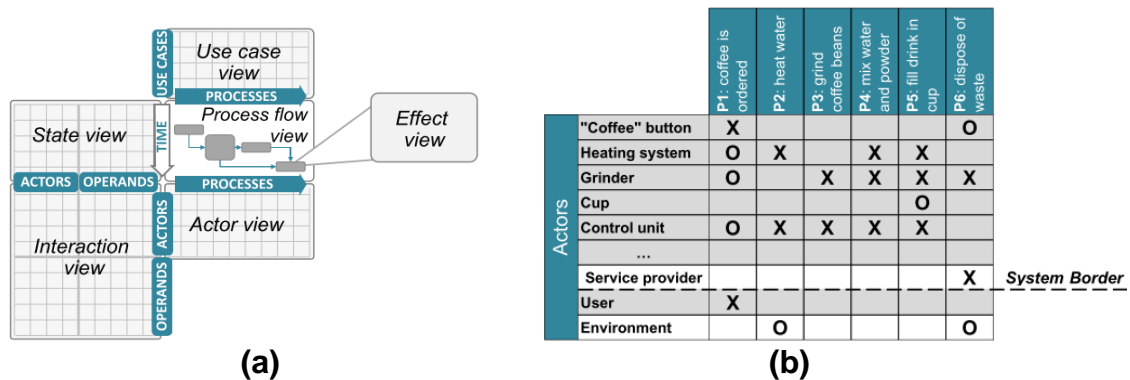 USE CASES
Use case
view
PROCESSES
State view
TIME
Process flow
view
Effect
view
ACTORS
OPERANDS
PROCESSES
Interaction
view
ACTORS
Actor view
OPERANDS
(a)
P1: coffee is
ordered
P2: heat water
P3: grind
coffee beans
P4: mix water
and powder
P5: fill drink in
cup
P6: dispose of
waste
Actors
"Coffee" button X O
Heating system O X X X
Grinder O X X X X
Cup O
Control unit O X X X X
...
Service provider X
System Border
User X
Environment O O
(b)